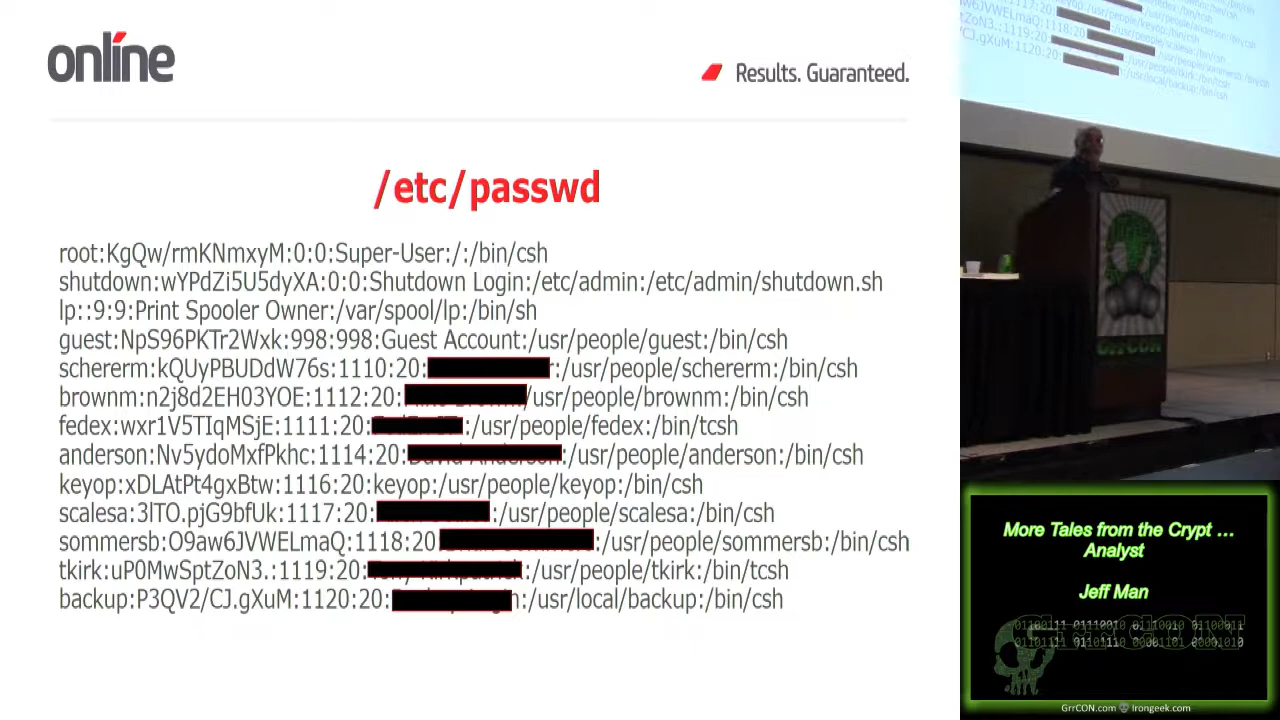 online
Results. Guaranteed.
/etc/passwd
root:KgQw/rmKNmxyM:0:0:Super-User:/:/bin/csh
shutdown:wYPdZi5U5dyXA:0:0:Shutdown Login:/etc/admin:/etc/admin/shutdown.sh
lp::9:9:Print Spooler Owner:/var/spool/lp:/bin/sh
guest:NpS96PKTr2Wxk:998:998:Guest Account:/usr/people/guest:/bin/csh
schererm:kQUyPBUDdW76s:1110:20: :/usr/people/schererm:/bin/csh
brownm:n2j8d2EH03YOE:1112:20: /usr/people/brownm:/bin/csh
fedex:wxr1V5TIqMSjE:1111:20: :/usr/people/fedex:/bin/tcsh
anderson:Nv5ydoMxfPkhc:1114:20: :/usr/people/anderson:/bin/csh
keyop:xDLAtPt4gxBtw:1116:20:keyop:/usr/people/keyop:/bin/csh
scalesa:3lTO.pjG9bfUk:1117:20: :/usr/people/scalesa:/bin/csh
sommersb:O9aw6JVWELmaQ:1118:20 :/usr/people/sommersb:/bin/csh
tkirk:uP0MwSptZoN3.:1119:20: :/usr/people/tkirk:/bin/tcsh
backup:P3QV2/CJ.gXuM:1120:20: :/usr/local/backup:/bin/csh
GrrCON
More Tales from the Crypt ...
Analyst
Jeff Man
GrrCON
GrrCON.com Irongeek.com